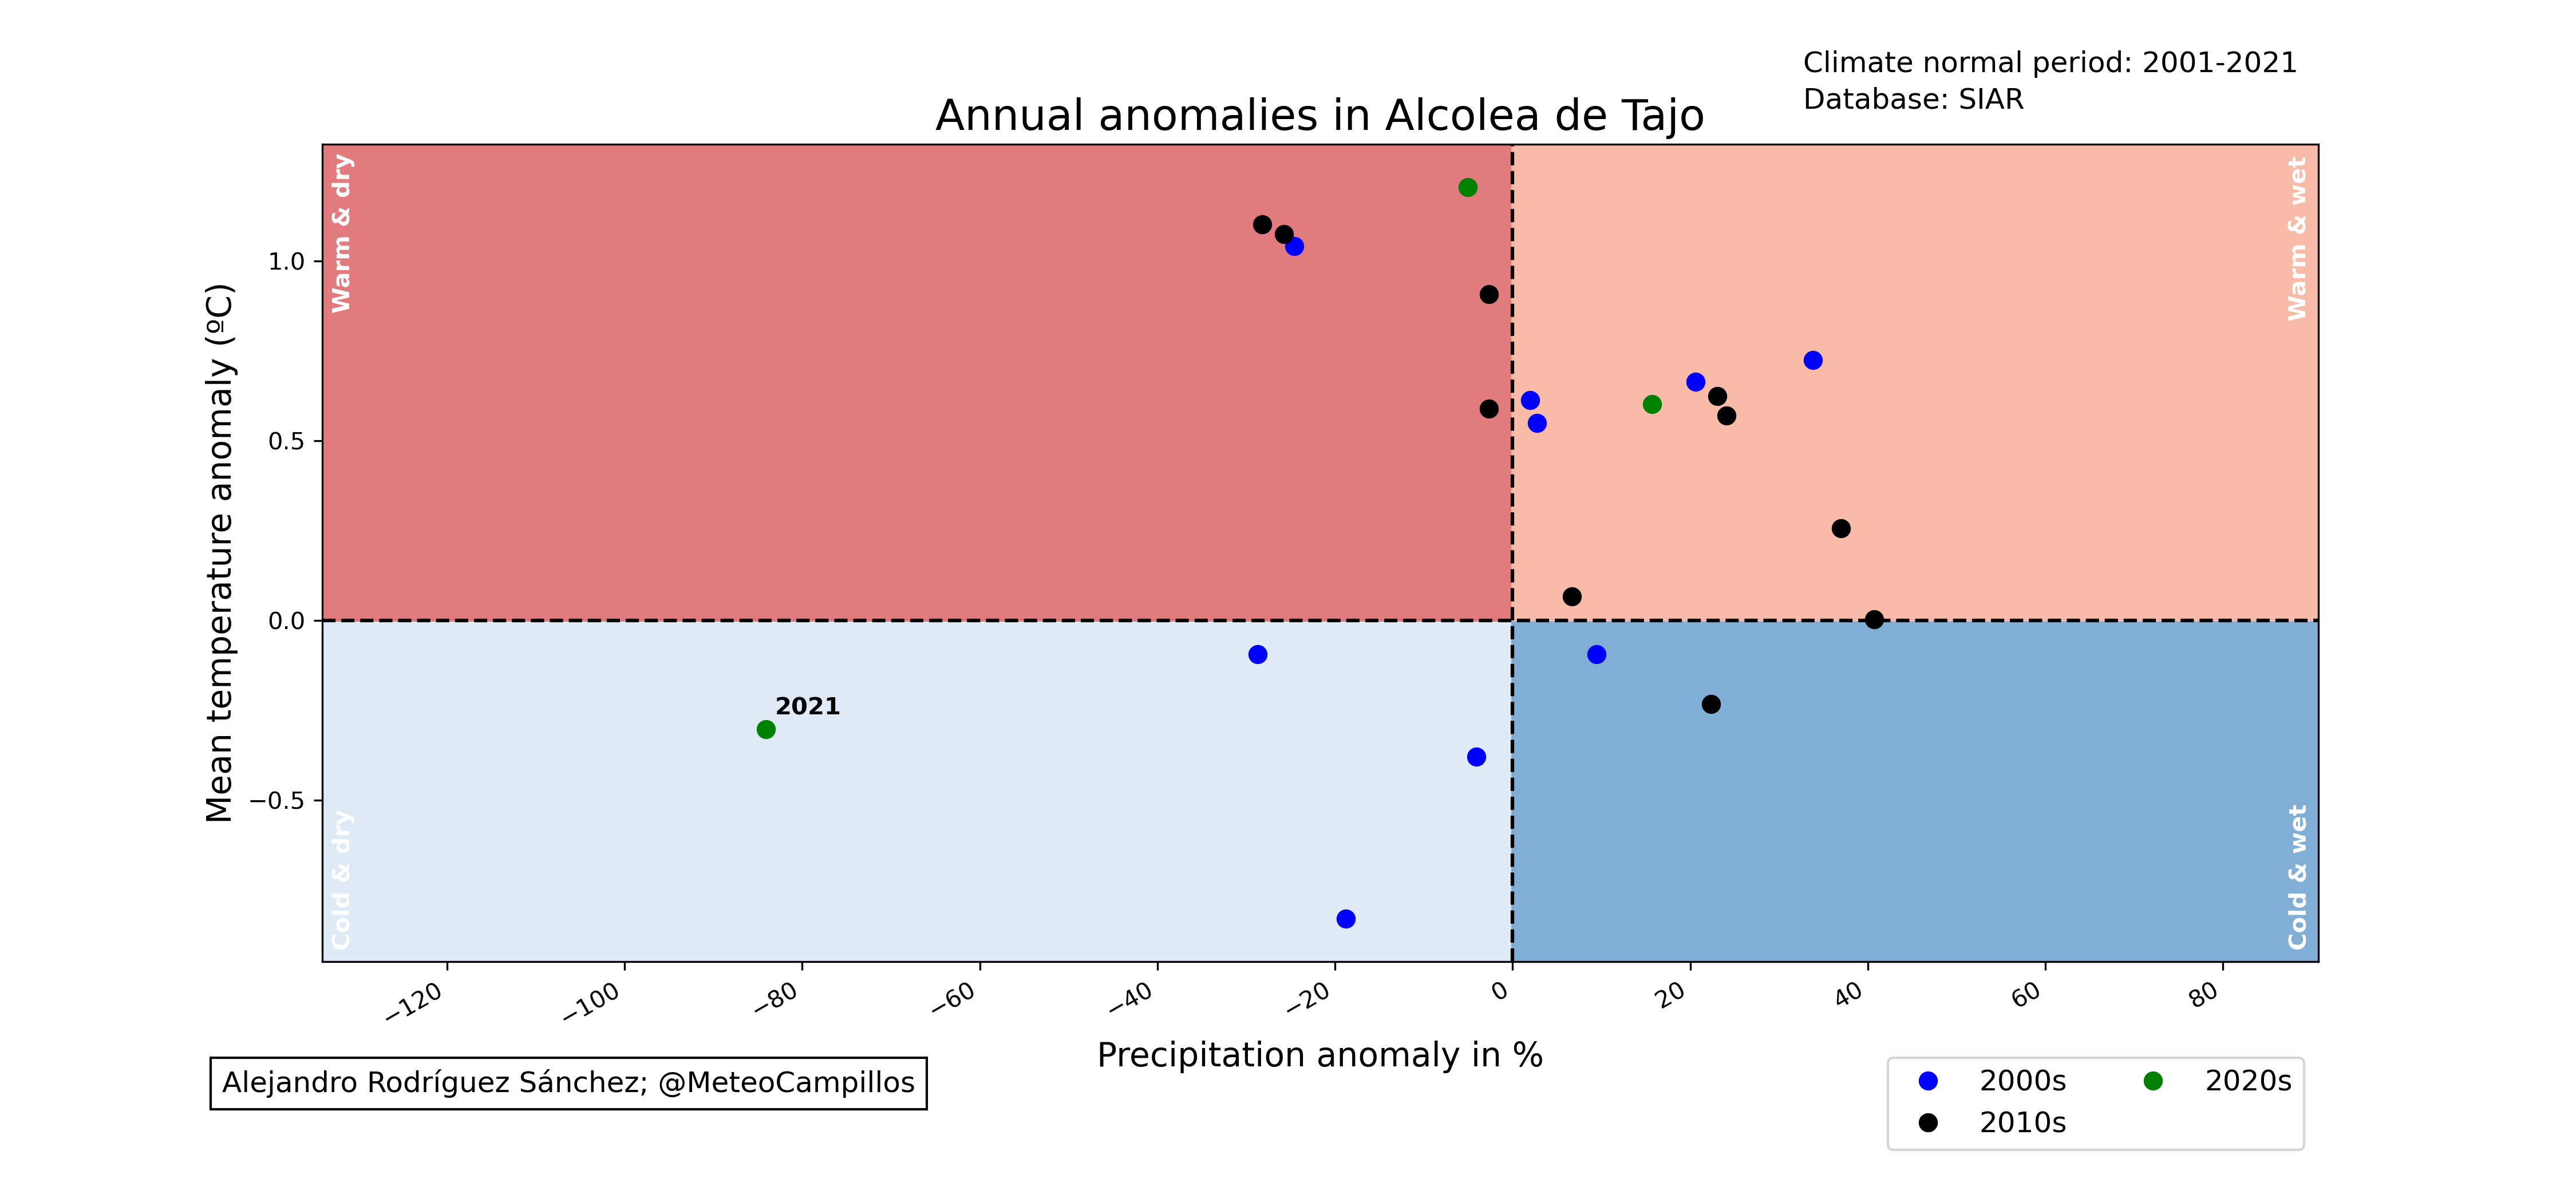 Climate normal period: 2001-2021
Database: SIAR
Annual anomalies in Alcolea de Tajo
Warm & dry
Warm & wet
Mean temperature anomaly (ºC)
1.0
0.5
0.0
−0.5
2021
Cold & dry
Cold & wet
−120
−100
−80
−60
−40
−20
0
20
40
60
80
Precipitation anomaly in %
Alejandro Rodríguez Sánchez; @MeteoCampillos
2000s
2010s
2020s